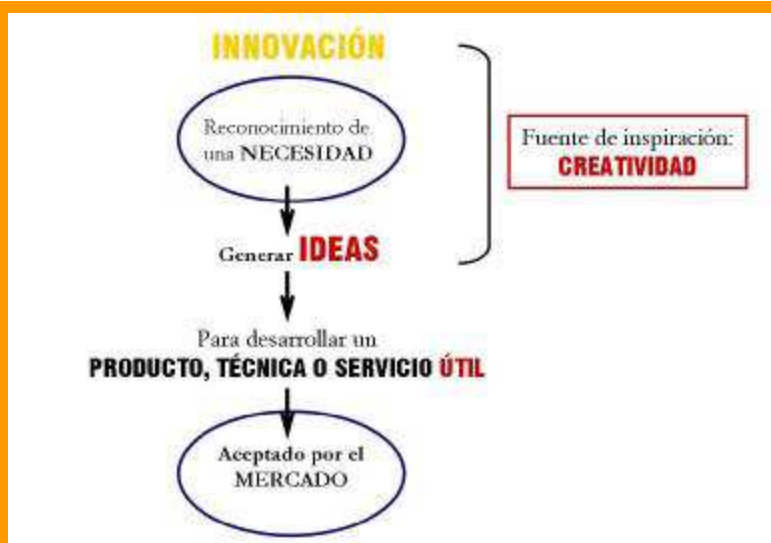 INNOVACIÓN
Reconocimiento de
una NECESIDAD
Fuente de inspiración:
CREATIVIDAD
Generar IDEAS
Para desarrollar un
PRODUCTO, TÉCNICA O SERVICIO ÚTIL
Aceptado por el
MERCADO